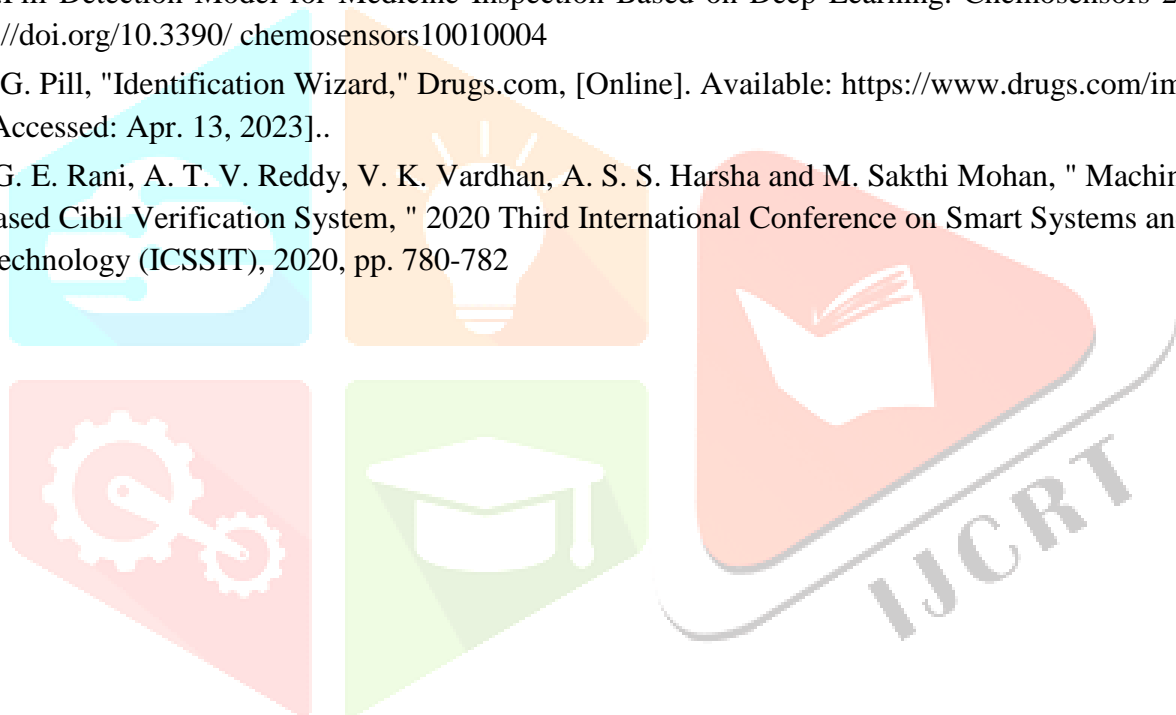 Pill Detection Model for Medicine Inspection Based on Deep Learning. Chemosensors 2
://doi.org/10.3390/ chemosensors10010004
G. Pill, "Identification Wizard," Drugs.com, [Online]. Available: https://www.drugs.com/im
Accessed: Apr. 13, 2023]..
G. E. Rani, A. T. V. Reddy, V. K. Vardhan, A. S. S. Harsha and M. Sakthi Mohan, " Machin
ased Cibil Verification System, " 2020 Third International Conference on Smart Systems an
echnology (ICSSIT), 2020, pp. 780-782
IJCRT